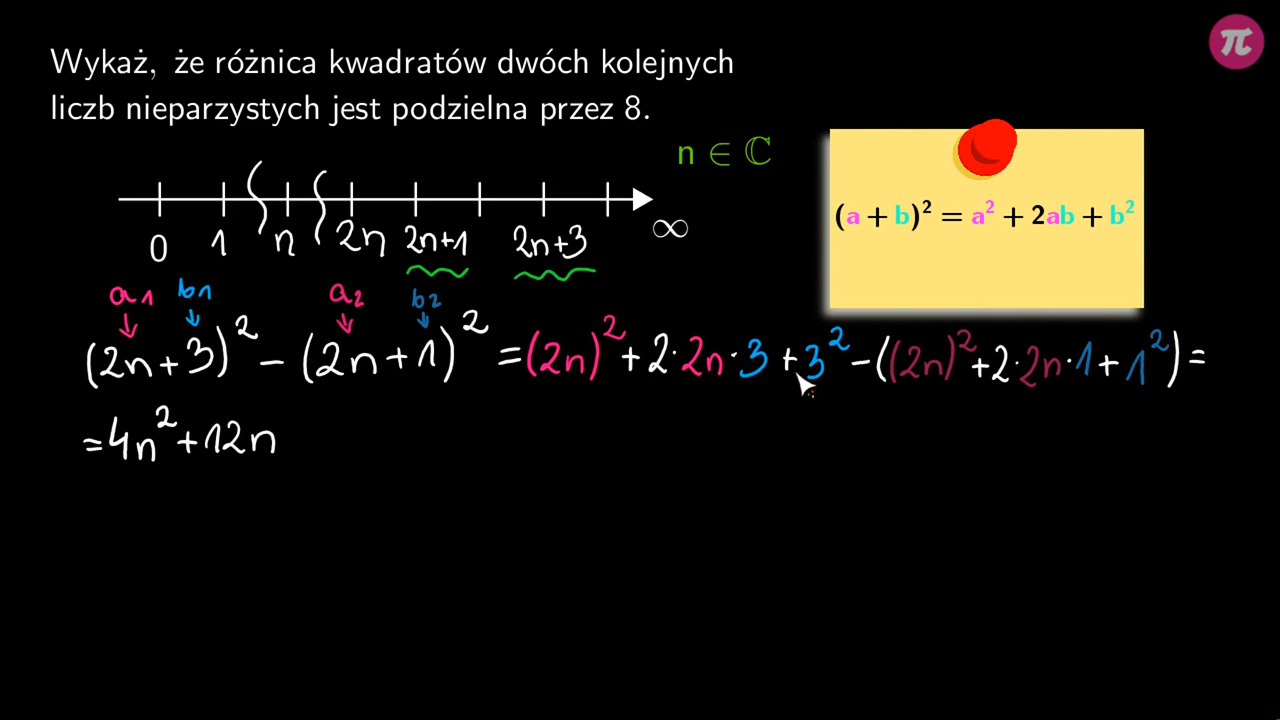 π
Wykaż, że różnica kwadratów dwóch kolejnych
liczb nieparzystych jest podzielna przez 8.
n ∈ ℂ
(a + b)² = a² + 2ab + b²
0 1 n 2n 2n+1 2n+3 ∞
a₁ b₁ a₂ b₂
(2n+3)² - (2n+1)² = (2n)² + 2·2n·3 + 3² - ((2n)² + 2·2n·1 + 1²) =
= 4n² + 12n